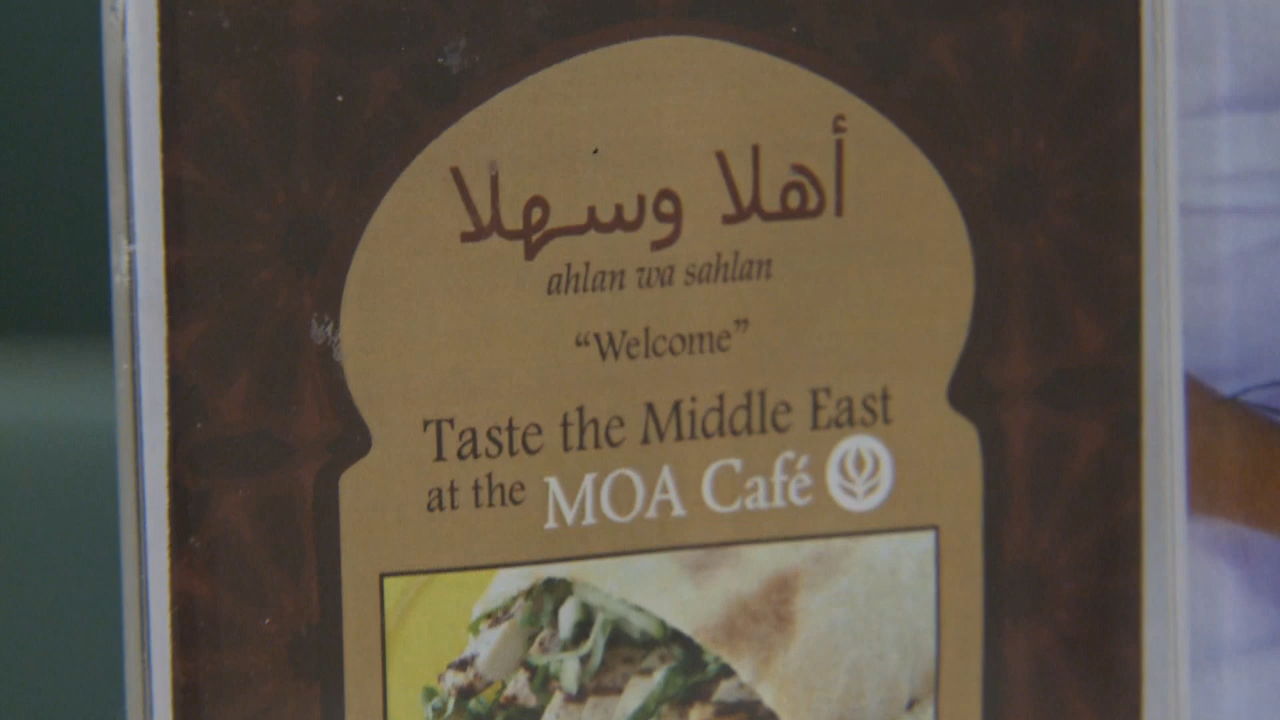 أهلا وسهلا
ahlan wa sahlan
“Welcome”
Taste the Middle East
at the MOA Café